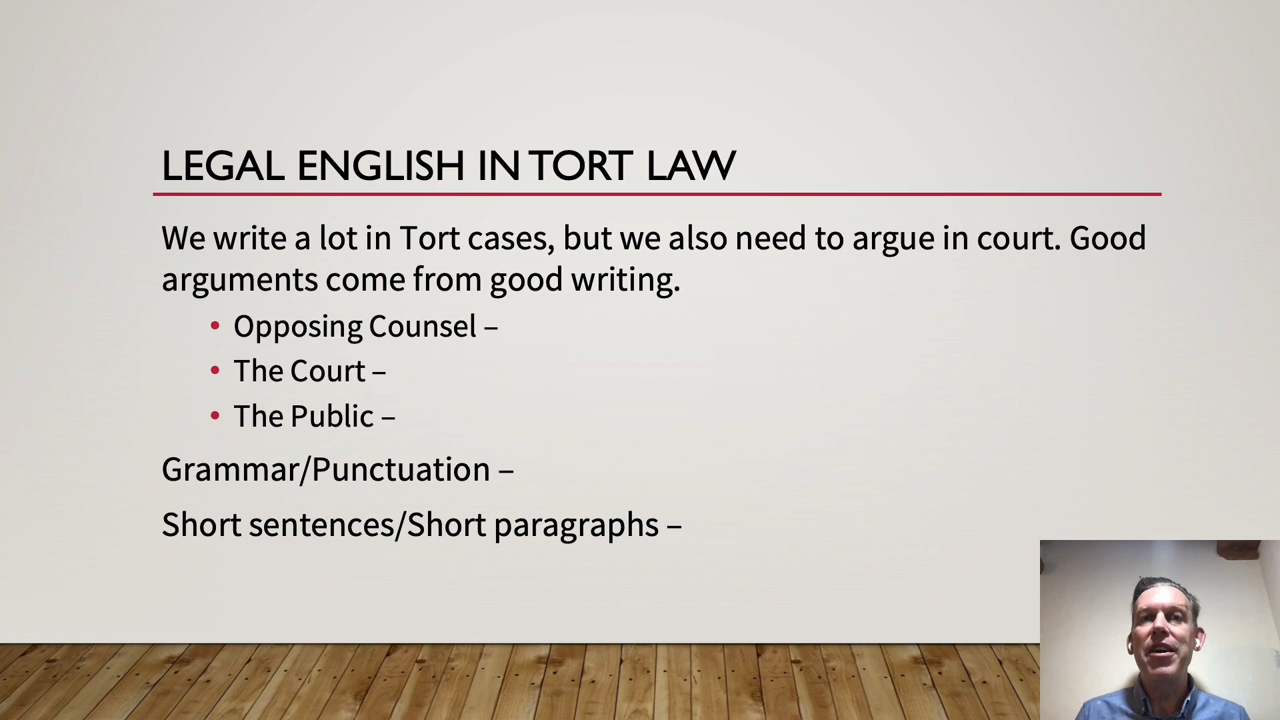 LEGAL ENGLISH IN TORT LAW
We write a lot in Tort cases, but we also need to argue in court. Good
arguments come from good writing.
• Opposing Counsel –
• The Court –
• The Public –
Grammar/Punctuation –
Short sentences/Short paragraphs –